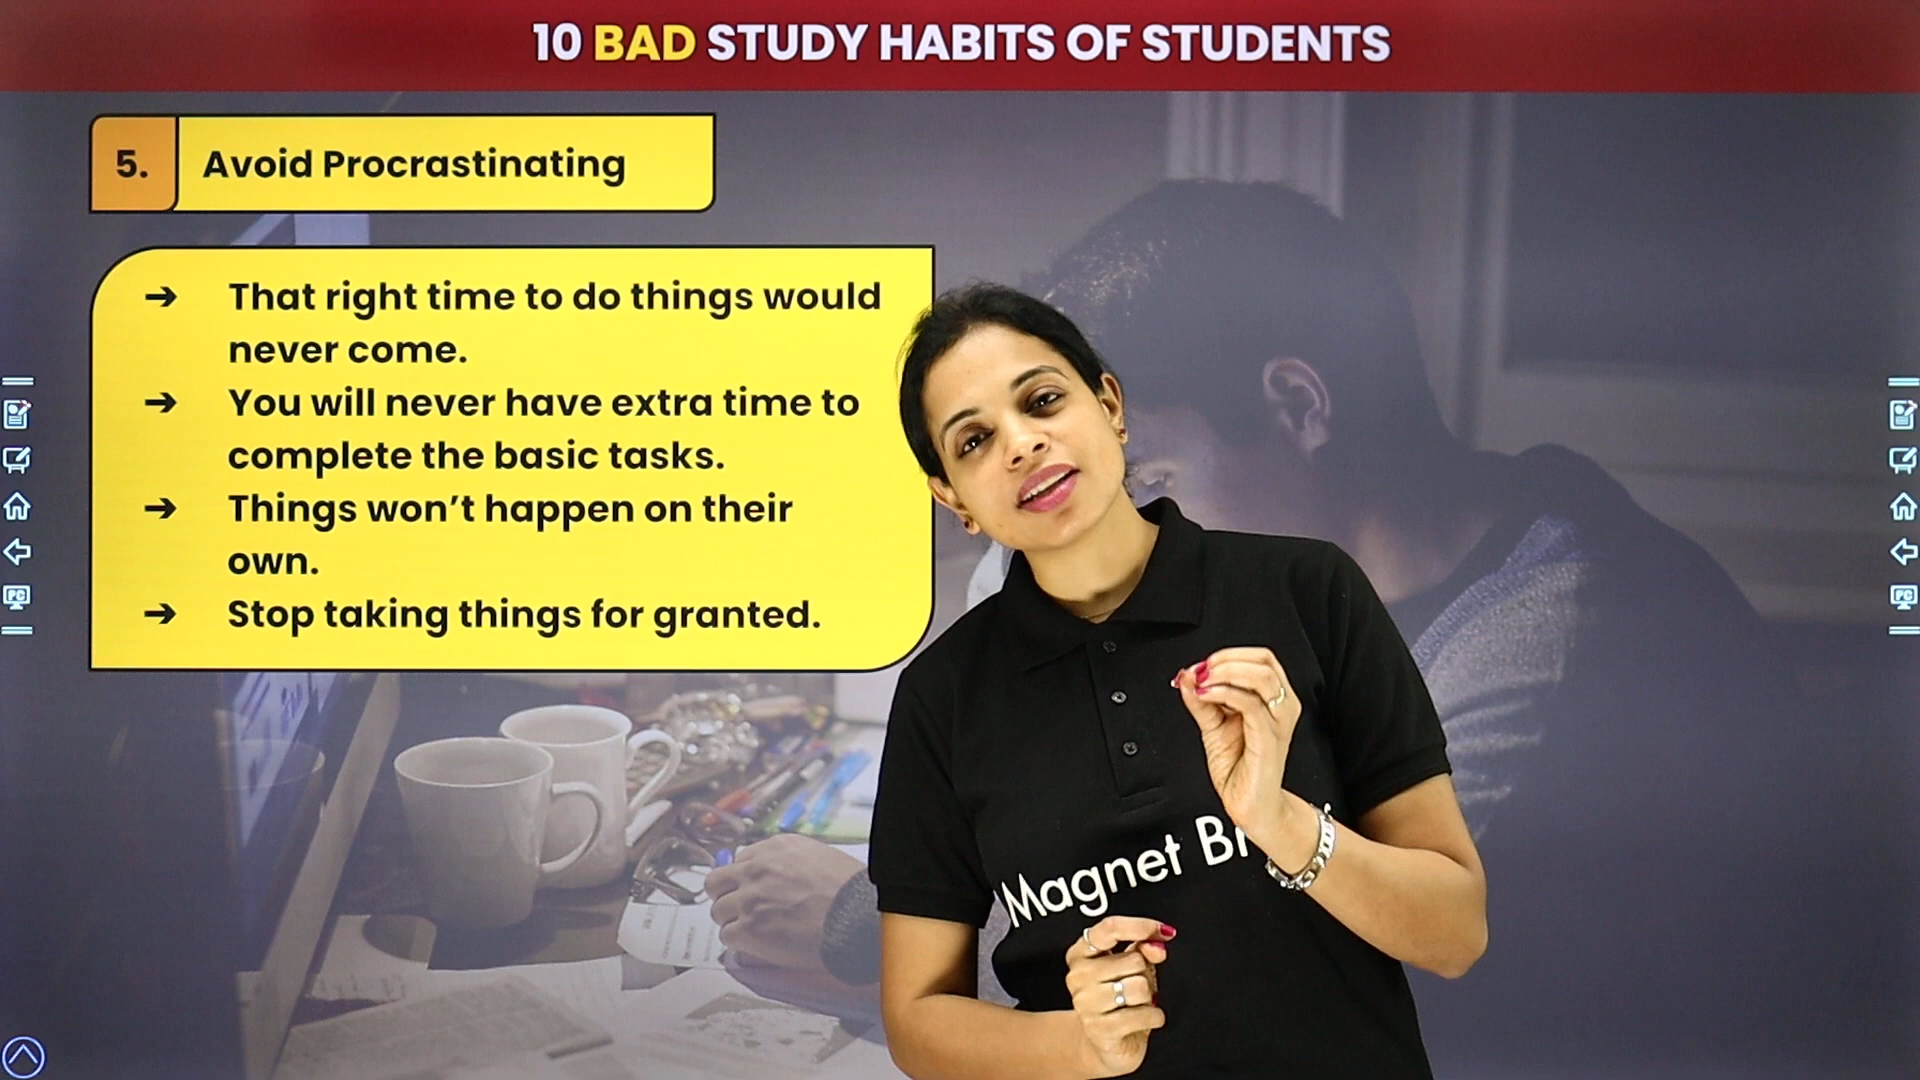 10 BAD STUDY HABITS OF STUDENTS
5. Avoid Procrastinating
➔ That right time to do things would
never come.
➔ You will never have extra time to
complete the basic tasks.
➔ Things won’t happen on their
own.
➔ Stop taking things for granted.
Magnet
PC
PC